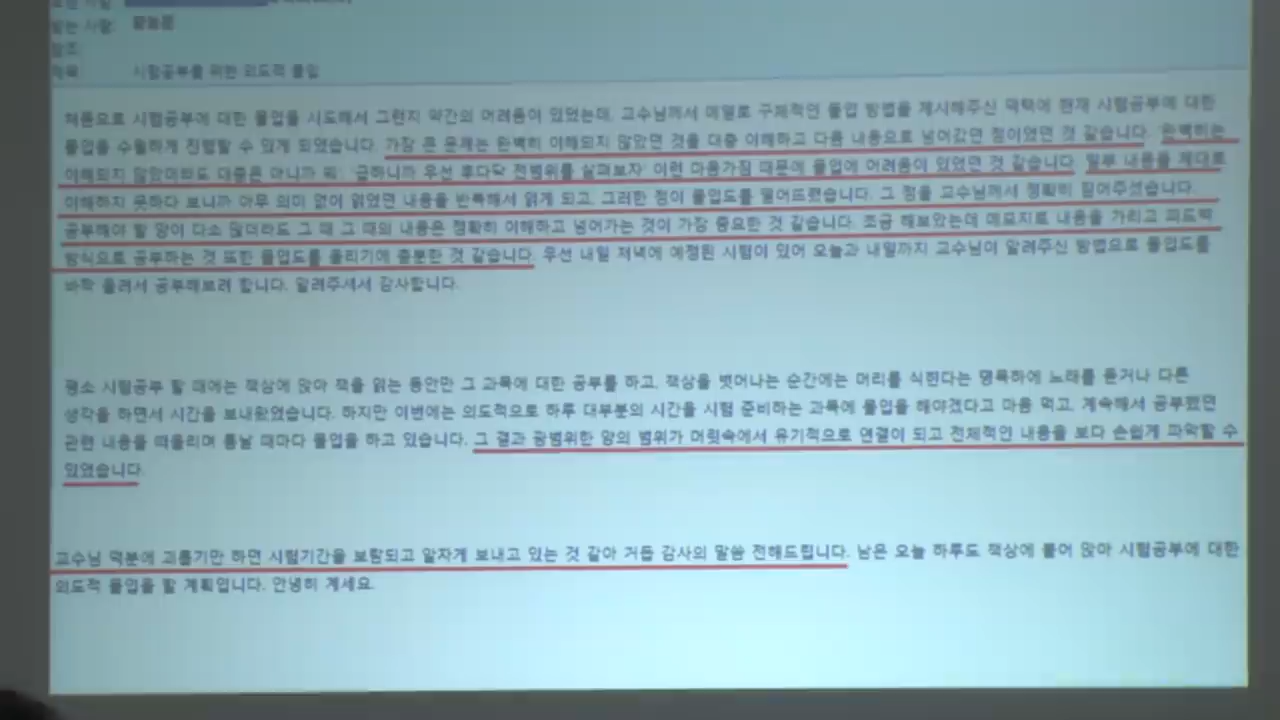 받는 사람:
참조:
제목: 시험공부를 위한 의도적 몰입
처음으로 시험공부에 대한 몰입을 시도해서 그런지 약간의 어려움이 있었는데, 교수님께서 메일로 구체적인 몰입 방법을 제시해주신 덕택에 현재 시험공부에 대한
몰입을 수월하게 진행할 수 있게 되었습니다. 가장 큰 문제는 완벽히 이해되지 않았던 것을 대충 이해하고 다음 내용으로 넘어갔던 점이었던 것 같습니다. '완벽히는
이해되지 않았더라도 대충은 아니까 뭐', '급하니까 우선 후다닥 전범위를 살펴보자' 이런 마음가짐 때문에 몰입에 어려움이 있었던 것 같습니다. 일부 내용을 제대로
이해하지 못하다 보니까 아무 의미 없이 읽었던 내용을 반복해서 읽게 되고, 그러한 점이 몰입도를 떨어뜨렸습니다. 그 점을 교수님께서 정확히 짚어주셨습니다.
공부해야 할 양이 다소 많더라도 그 때 그 때의 내용은 정확히 이해하고 넘어가는 것이 가장 중요한 것 같습니다. 조금 해보았는데 메모지로 내용을 가리고 피드백
방식으로 공부하는 것 또한 몰입도를 올리기에 충분한 것 같습니다. 우선 내일 저녁에 예정된 시험이 있어 오늘과 내일까지 교수님이 알려주신 방법으로 몰입도를
바짝 올려서 공부해보려 합니다. 알려주셔서 감사합니다.
평소 시험공부 할 때에는 책상에 앉아 책을 읽는 동안만 그 과목에 대한 공부를 하고, 책상을 벗어나는 순간에는 머리를 식힌다는 명목하에 노래를 듣거나 다른
생각을 하면서 시간을 보내왔었습니다. 하지만 이번에는 의도적으로 하루 대부분의 시간을 시험 준비하는 과목에 몰입을 해야겠다고 마음 먹고, 계속해서 공부했던
관련 내용을 떠올리며 틈날 때마다 몰입을 하고 있습니다. 그 결과 광범위한 양의 범위가 머릿속에서 유기적으로 연결이 되고 전체적인 내용을 보다 손쉽게 파악할 수
있었습니다.
교수님 덕분에 괴롭기만 하던 시험기간을 보람되고 알차게 보내고 있는 것 같아 거듭 감사의 말씀 전해드립니다. 남은 오늘 하루도 책상에 붙어 앉아 시험공부에 대한
의도적 몰입을 할 계획입니다. 안녕히 계세요.